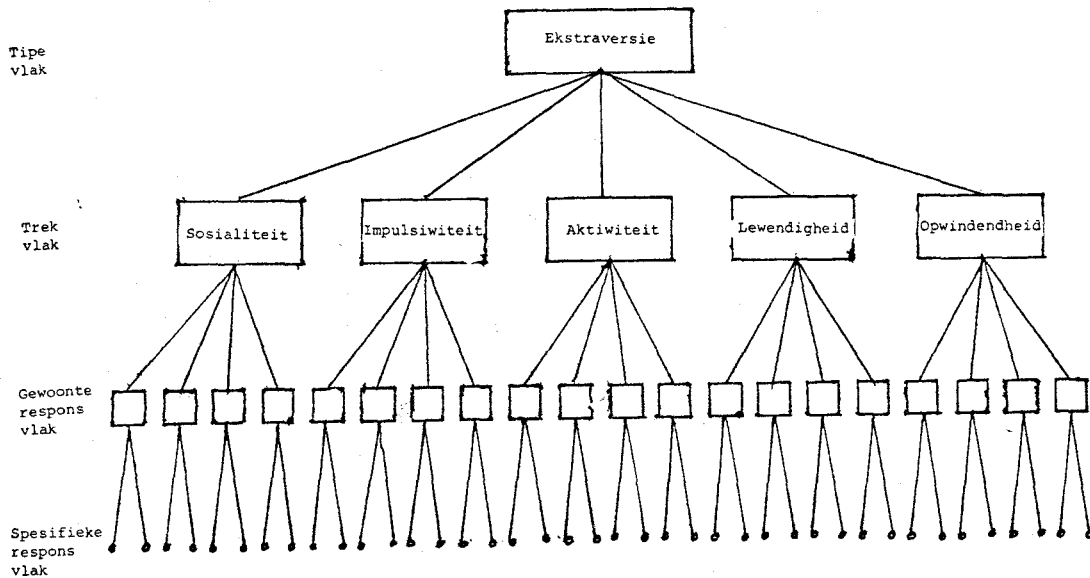 Tipe
vlak
Ekstraversie
Trek
vlak
Sosialiteit
Impulsiwiteit
Aktiwiteit
Lewendigheid
Opwindendheid
Gewoonte
respons
vlak
Spesifieke
respons
vlak